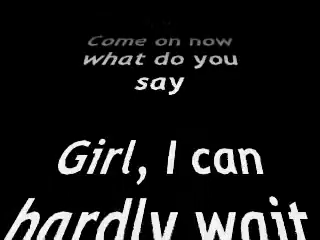 Come on now
what do you
say
Girl, I can
hardly wait